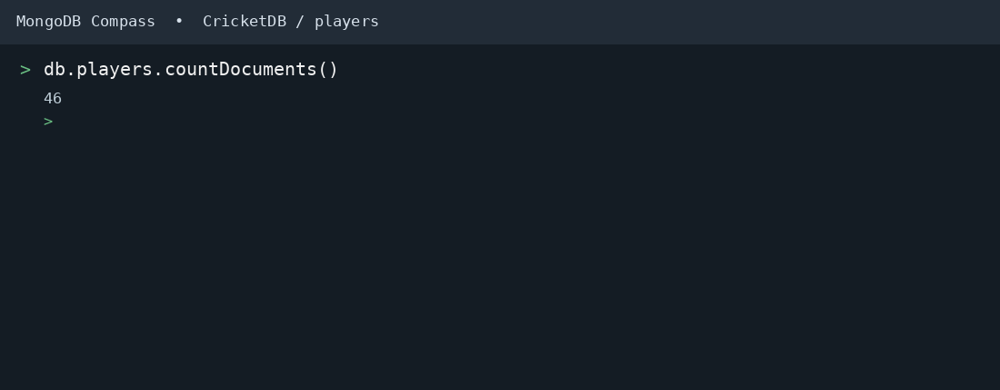 MongoDB Compass • CricketDB / players
> db.players.countDocuments()
46
>